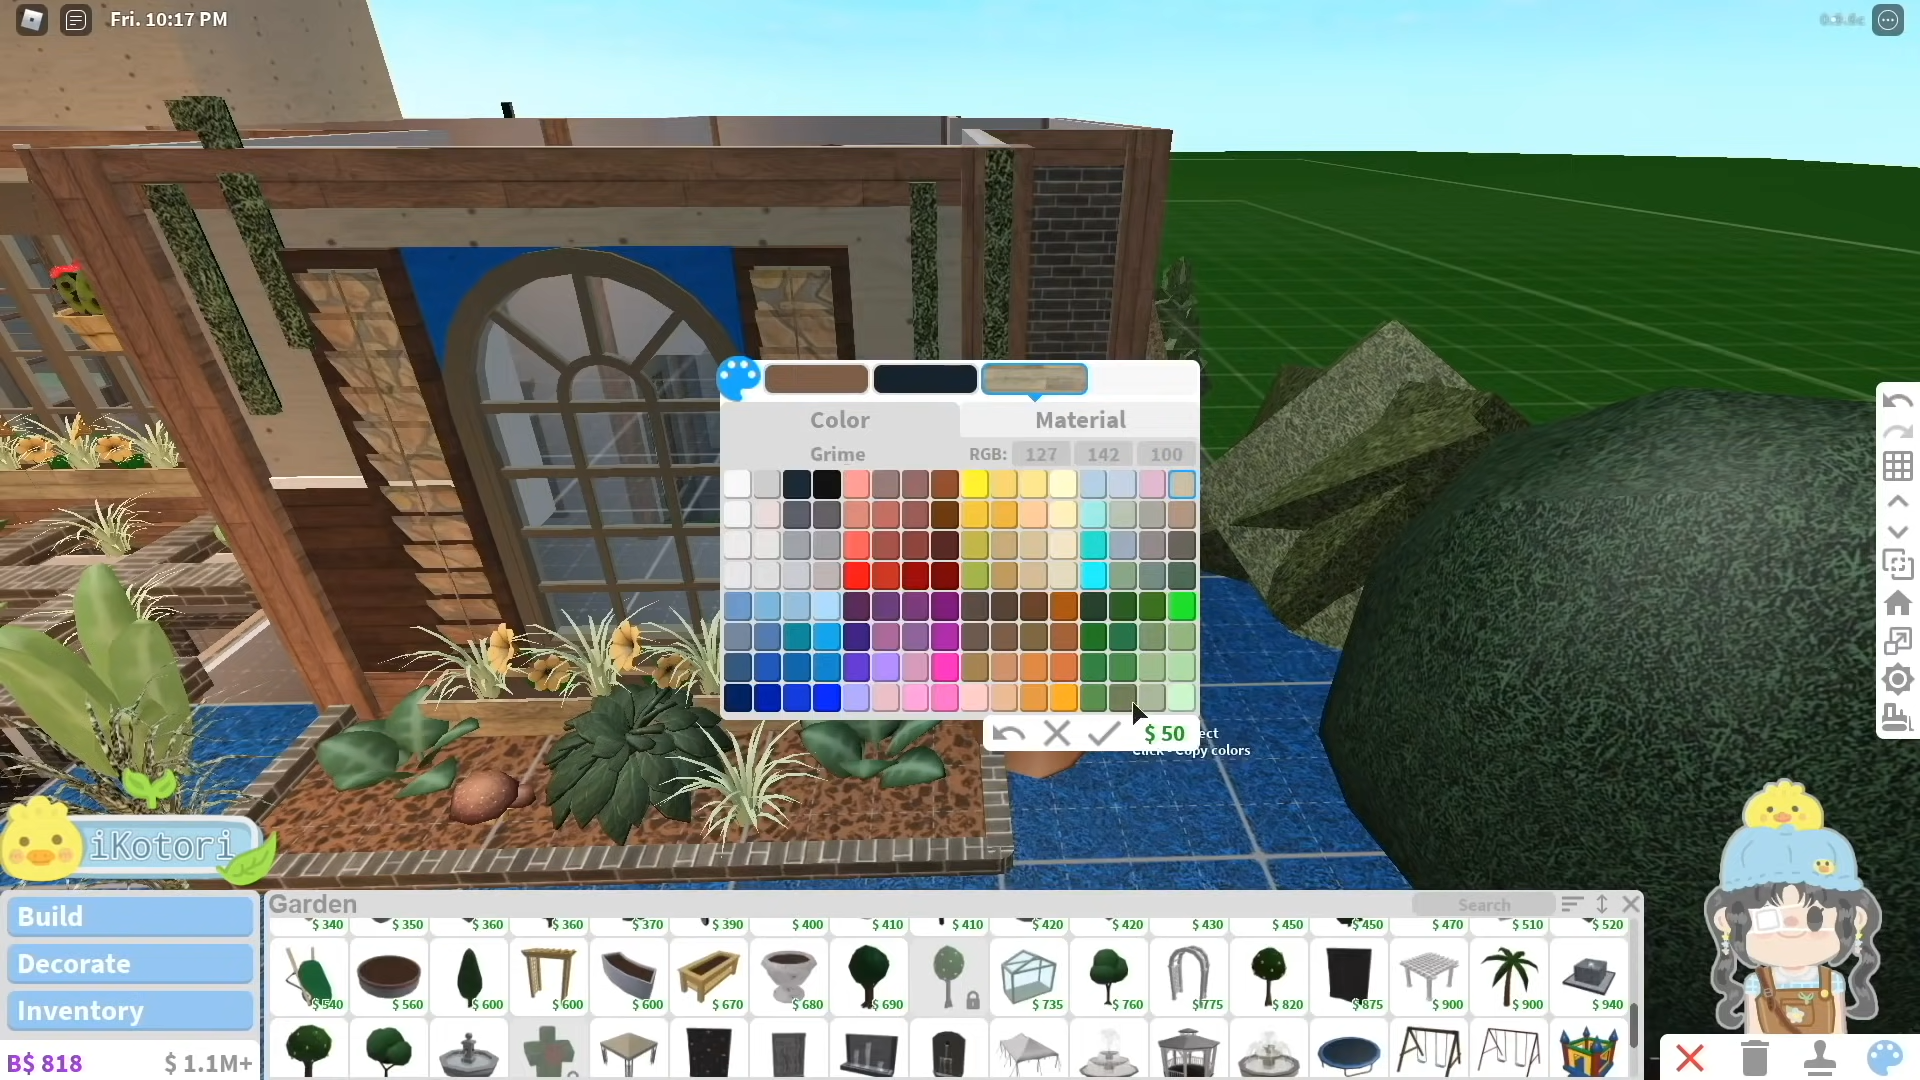 Fri. 10:17 PM
Color
Material
Grime
RGB: 127 142 100
$ 50
ect
Click - Copy colors
iKotori
Build
Decorate
Inventory
B$ 818
$ 1.1M+
Garden
Search
$ 340 $ 350 $ 360 $ 360 $ 370 $ 390 $ 400 $ 410 $ 410 $ 420 $ 420 $ 430 $ 450 $ 450 $ 470 $ 510 $ 520
$ 540 $ 560 $ 600 $ 600 $ 600 $ 670 $ 680 $ 690 $ 735 $ 760 $ 775 $ 820 $ 875 $ 900 $ 900 $ 940